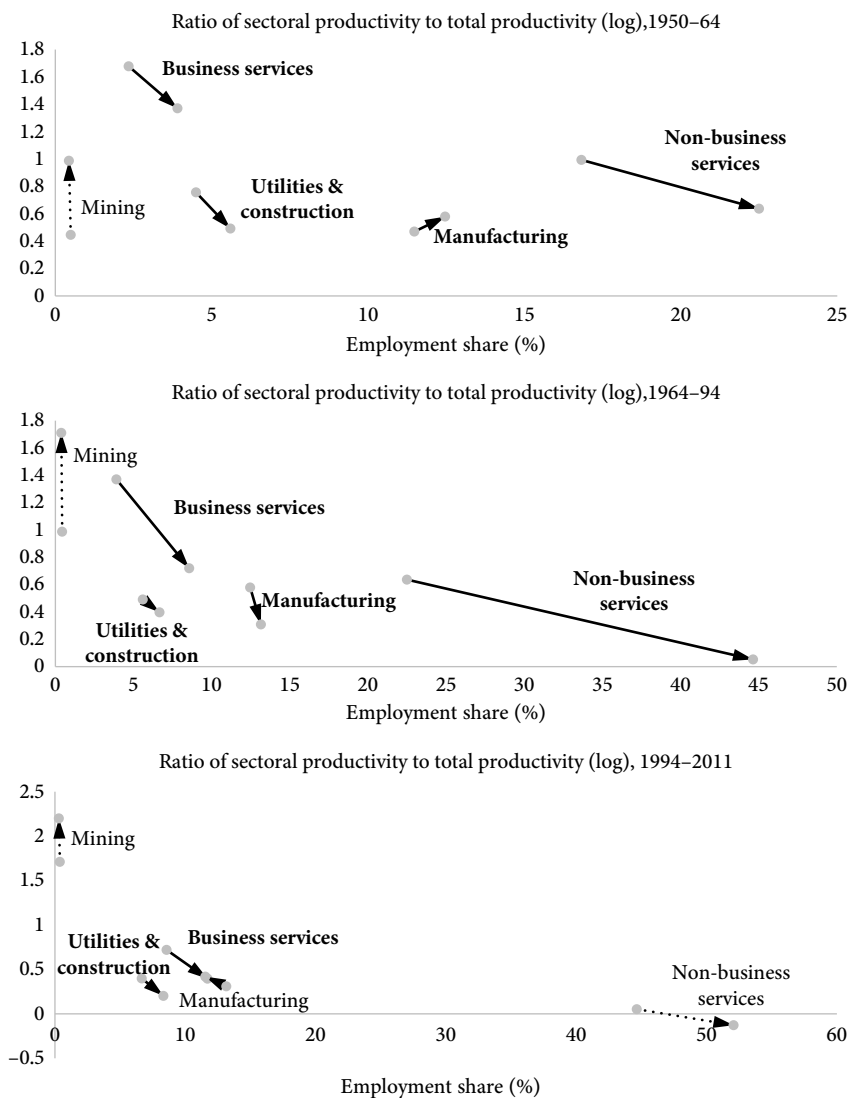 Ratio of sectoral productivity to total productivity (log),1950–64
1.8
1.6
1.4
1.2
1
0.8
0.6
0.4
0.2
0
Business services
Non-business
services
Utilities &
construction
Mining
Manufacturing
0 5 10 15 20 25
Employment share (%)
Ratio of sectoral productivity to total productivity (log),1964–94
1.8
1.6
1.4
1.2
1
0.8
0.6
0.4
0.2
0
Mining
Business services
Non-business
services
Manufacturing
Utilities &
construction
0 5 10 15 20 25 30 35 40 45 50
Employment share (%)
Ratio of sectoral productivity to total productivity (log), 1994–2011
2.5
2
1.5
1
0.5
0
–0.5
Mining
Business services
Utilities &
construction
Manufacturing
Non-business
services
0 10 20 30 40 50 60
Employment share (%)